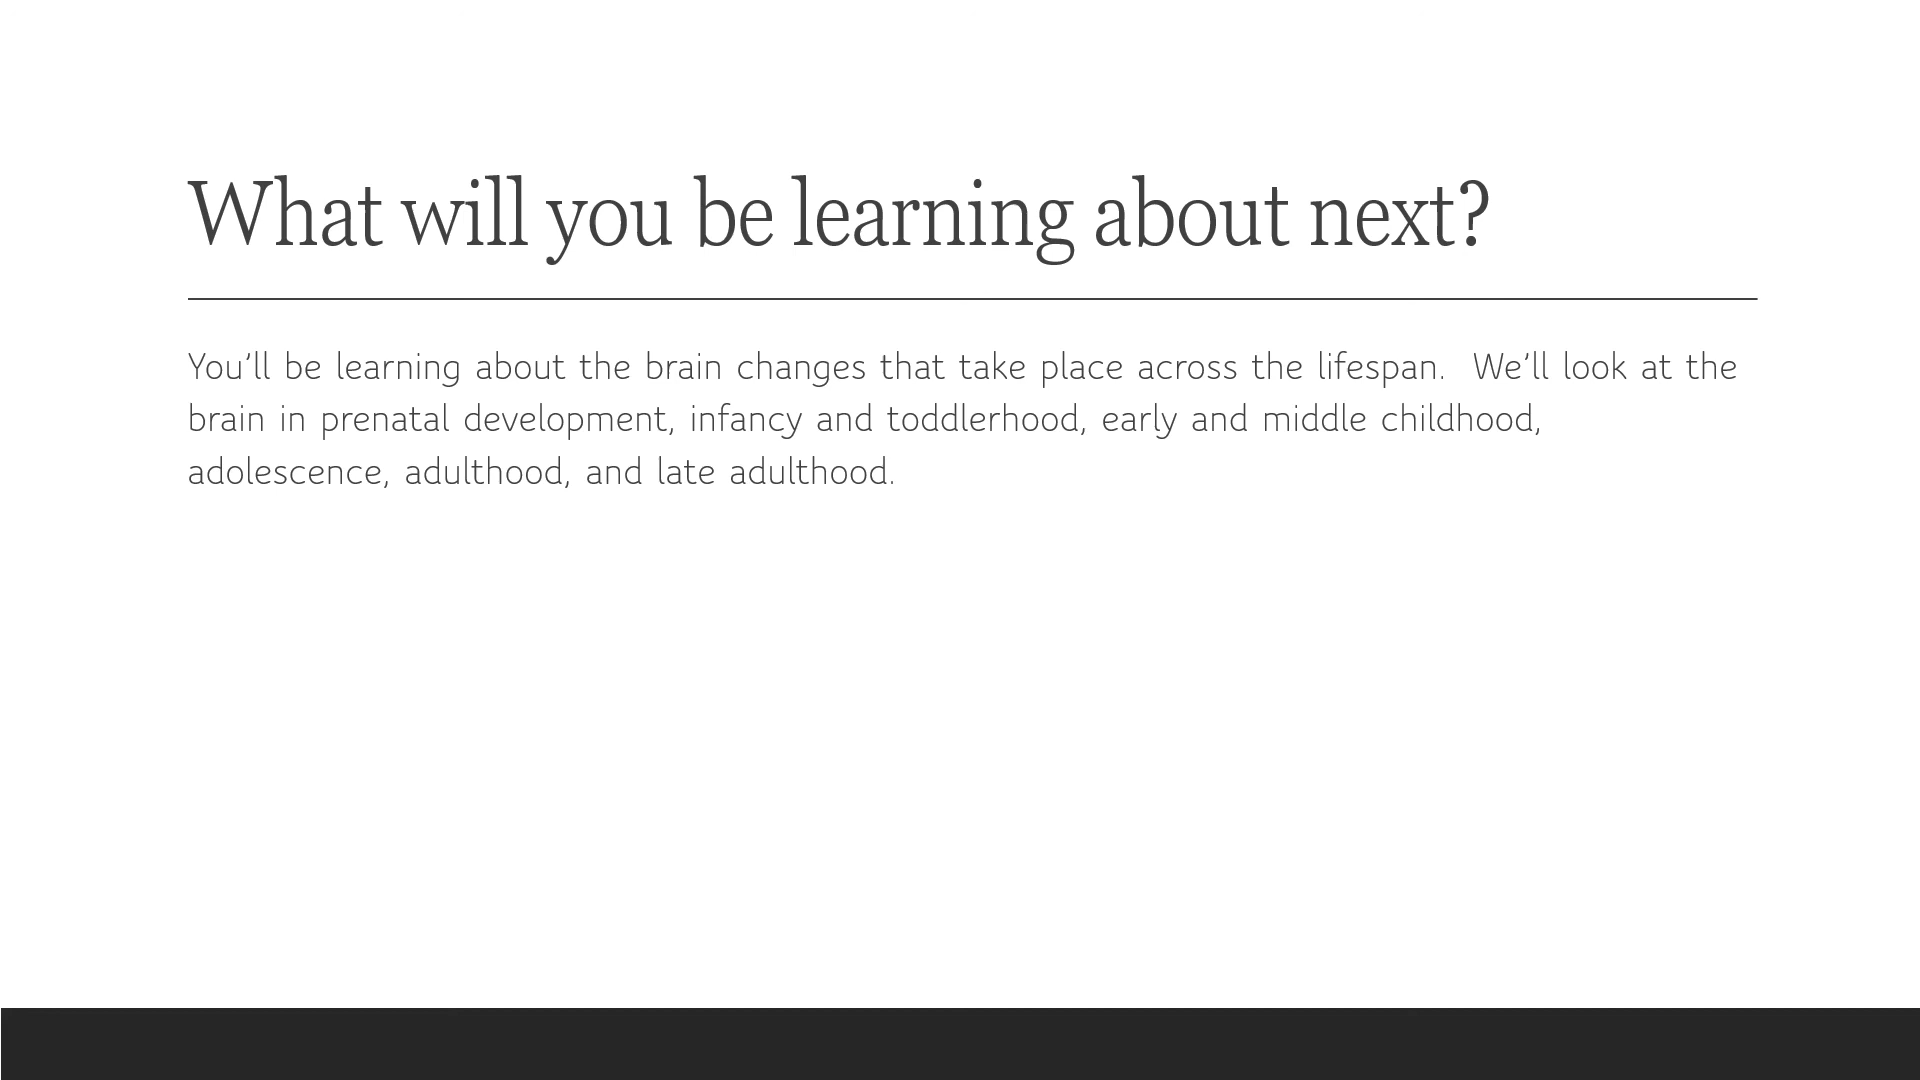 What will you be learning about next?
You’ll be learning about the brain changes that take place across the lifespan.  We’ll look at the
brain in prenatal development, infancy and toddlerhood, early and middle childhood,
adolescence, adulthood, and late adulthood.